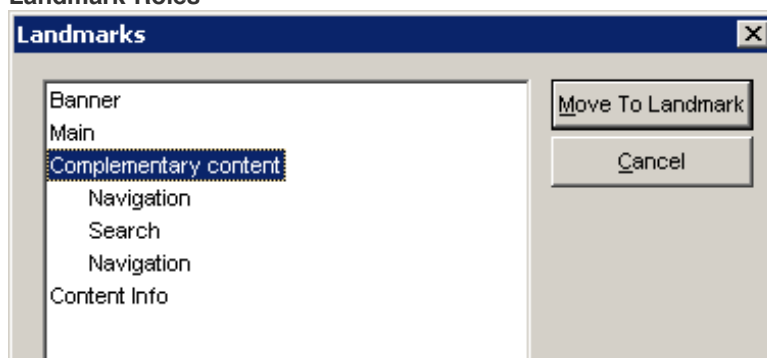 Landmark Roles
Landmarks
Banner
Main
Complementary content
Navigation
Search
Navigation
Content Info
Move To Landmark
Cancel